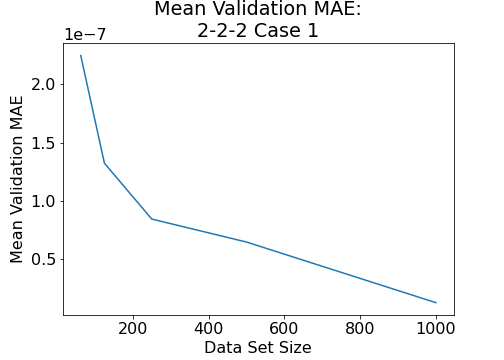 Mean Validation MAE:
2-2-2 Case 1
1e−7
2.0
1.5
1.0
0.5
Mean Validation MAE
200 400 600 800 1000
Data Set Size